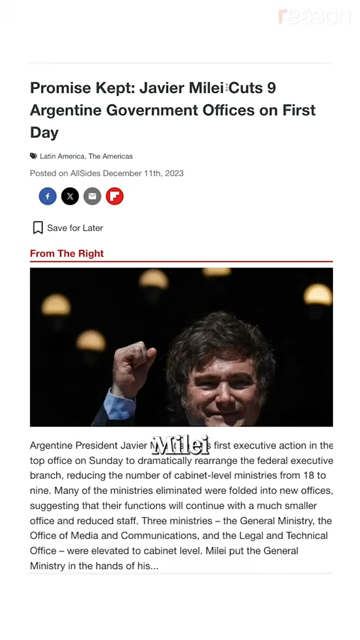 reason
Promise Kept: Javier Milei Cuts 9
Argentine Government Offices on First
Day
Latin America, The Americas
Posted on AllSides December 11th, 2023
Save for Later
From The Right
Milei
Argentine President Javier first executive action in the
top office on Sunday to dramatically rearrange the federal executive
branch, reducing the number of cabinet-level ministries from 18 to
nine. Many of the ministries eliminated were folded into new offices,
suggesting that their functions will continue with a much smaller
office and reduced staff. Three ministries – the General Ministry, the
Office of Media and Communications, and the Legal and Technical
Office – were elevated to cabinet level. Milei put the General
Ministry in the hands of his...